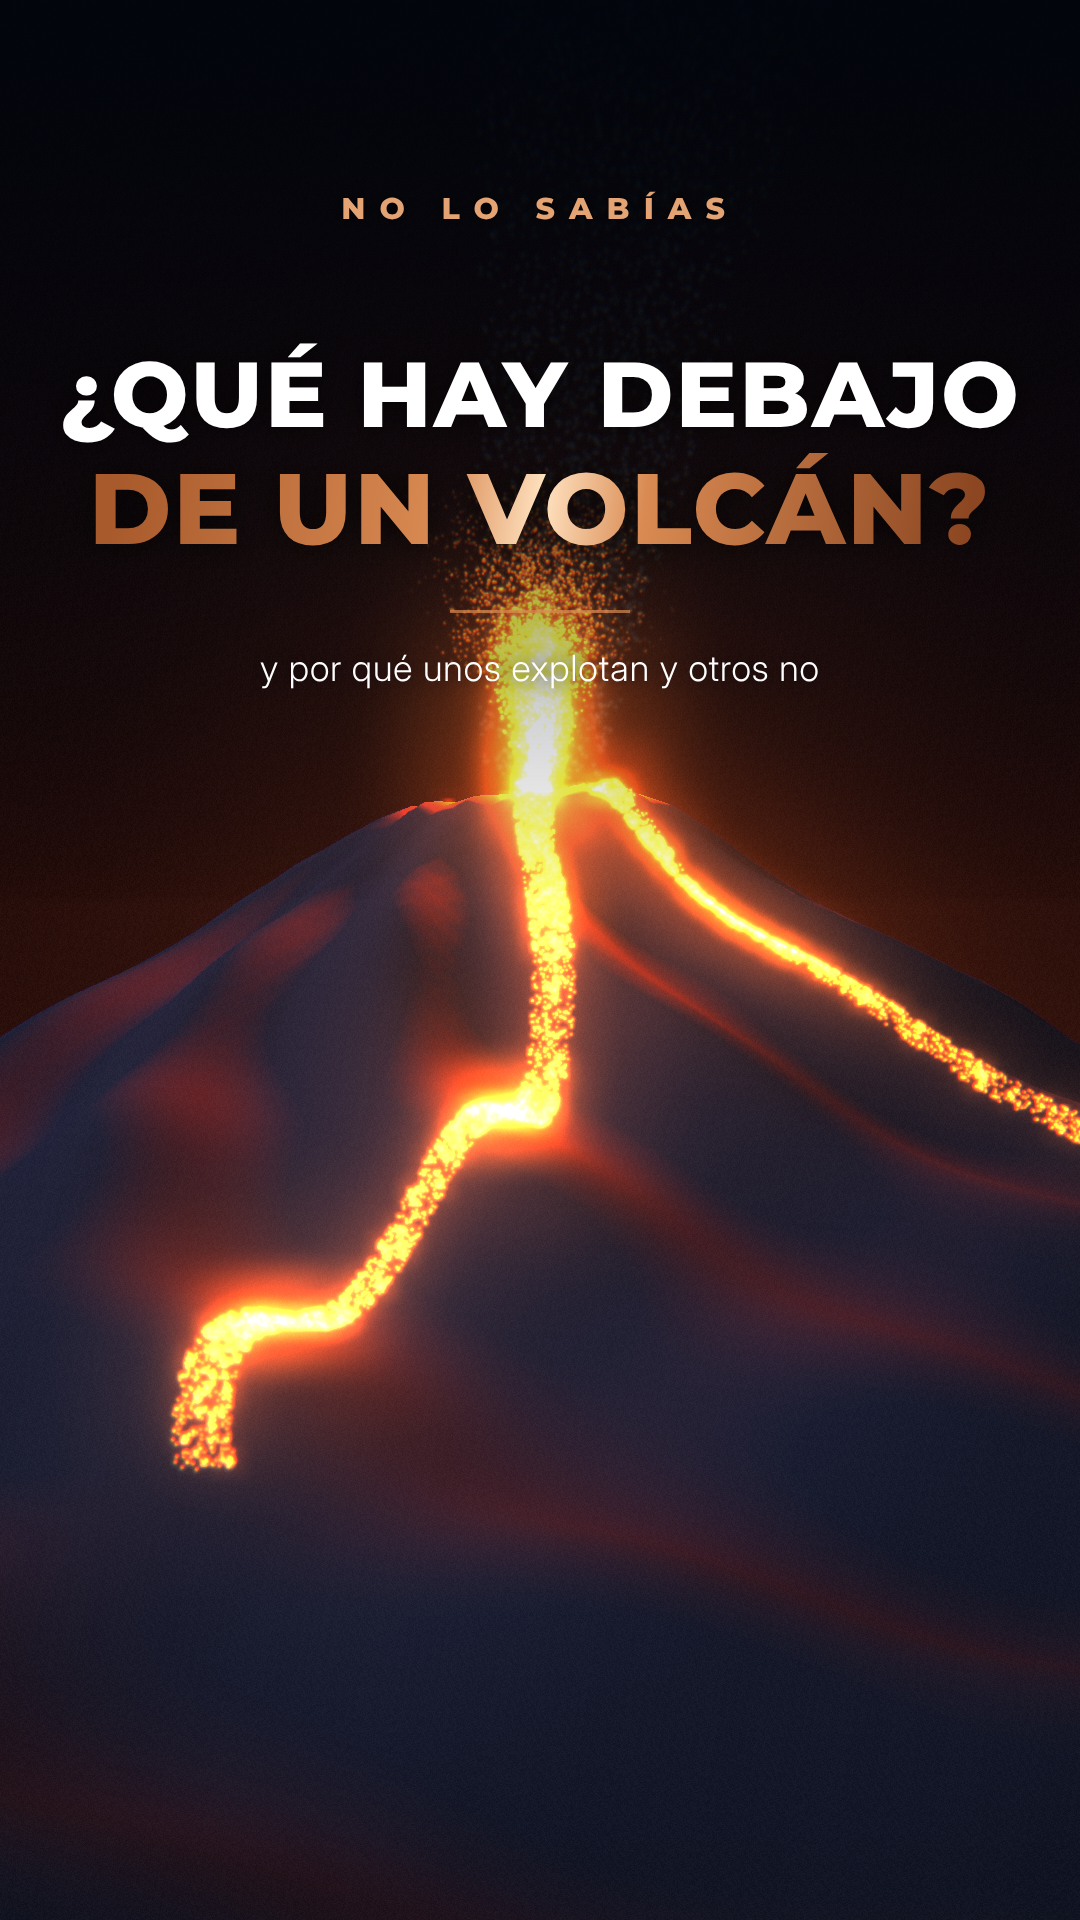 NO LO SABÍAS
¿QUÉ HAY DEBAJO
DE UN VOLCÁN?
y por qué unos explotan y otros no